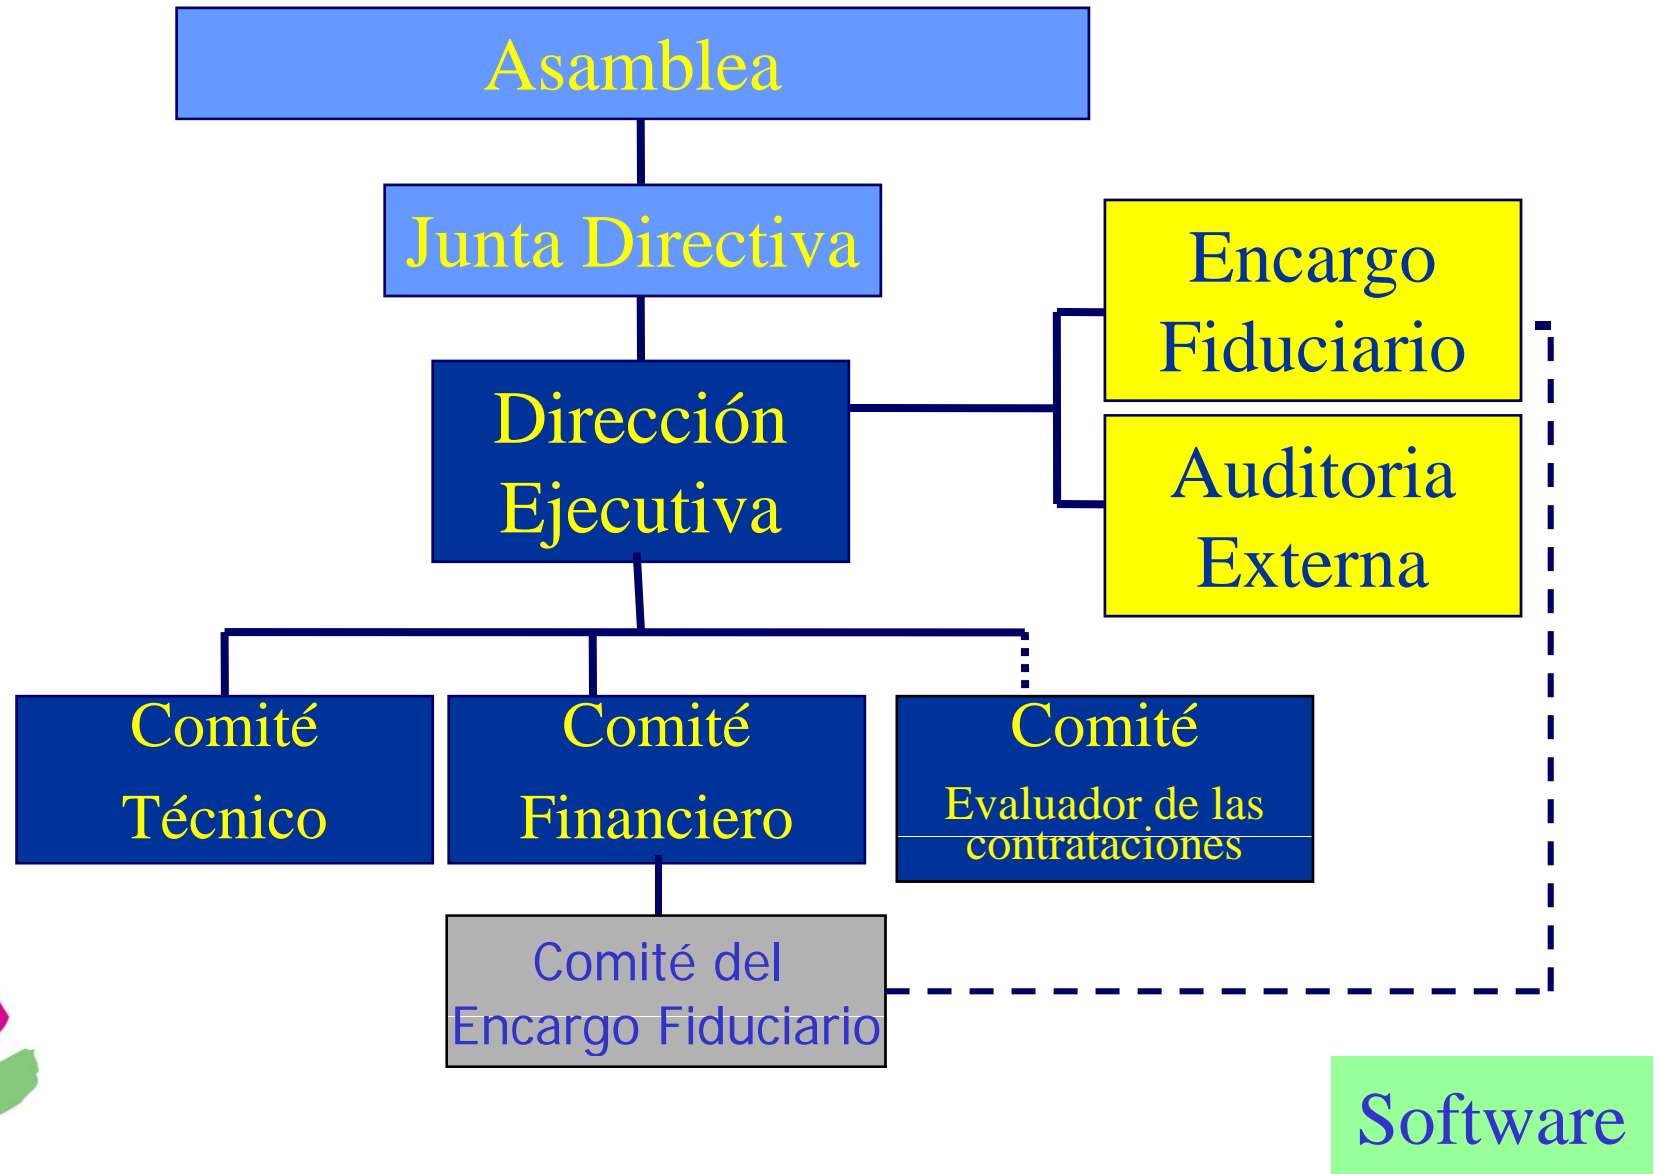 Asamblea
Junta Directiva
Encargo
Fiduciario
Dirección
Ejecutiva
Auditoria
Externa
Comité
Técnico
Comité
Financiero
Comité
Evaluador de las
contrataciones
Comité del
Encargo Fiduciario
Software